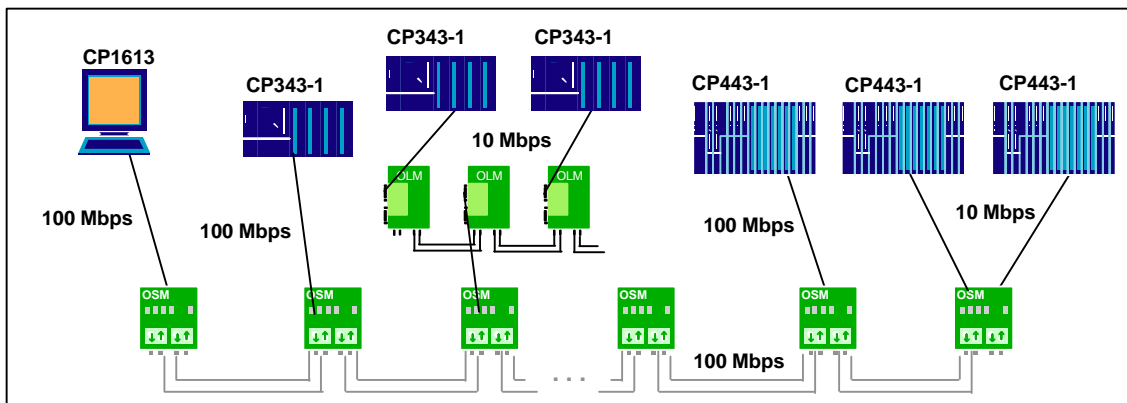 CP343-1 CP343-1
CP1613
CP343-1
CP443-1 CP443-1 CP443-1
10 Mbps
OLM OLM OLM
100 Mbps
100 Mbps
100 Mbps
10 Mbps
OSM OSM OSM OSM OSM OSM
100 Mbps
. . .